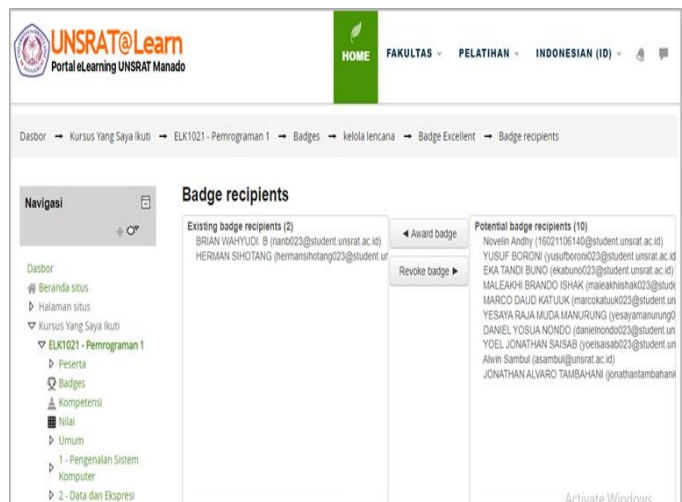 UNSRAT@Learn
Portal eLearning UNSRAT Manado
HOME
FAKULTAS
PELATIHAN
INDONESIAN (ID)
Dasbor → Kursus Yang Saya Ikuti → ELK1021 - Pemrograman 1 → Badges → kelola lencana → Badge Excellent → Badge recipients
Navigasi
Dasbor
Beranda situs
Halaman situs
Kursus Yang Saya Ikuti
ELK1021 - Pemrograman 1
Peserta
Badges
Kompetensi
Nilai
Umum
1 - Pengenalan Sistem
Komputer
2 - Data dan Ekspresi
Badge recipients
Existing badge recipients (2)
BRIAN WAHYUDI. B (rianb023@student.unsrat.ac.id)
HERMAN SIHOTANG (hermansihotang023@student.ur
◄ Award badge
Revoke badge ►
Potential badge recipients (10)
Novelin Andhy (16021106140@student.unsrat.ac.id)
YUSUF BORONI (yusufboroni023@student.unsrat.ac.id)
EKA TANDI BUNO (ekabuno023@student.unsrat.ac.id)
MALEAKHI BRANDO ISHAK (maleakhiishak023@stude
MARCO DAUD KATUUK (marcokatuuk023@student.un
YESAYA RAJA MUDA MANURUNG (yesayamanurung0
DANIEL YOSUA NONDO (danielnondo023@student.un
YOEL JONATHAN SAISAB (yoelsaisab023@student.un
Alwin Sambul (asambul@unsrat.ac.id)
JONATHAN ALVARO TAMBAHANI (jonathantambahani
Activate Windows